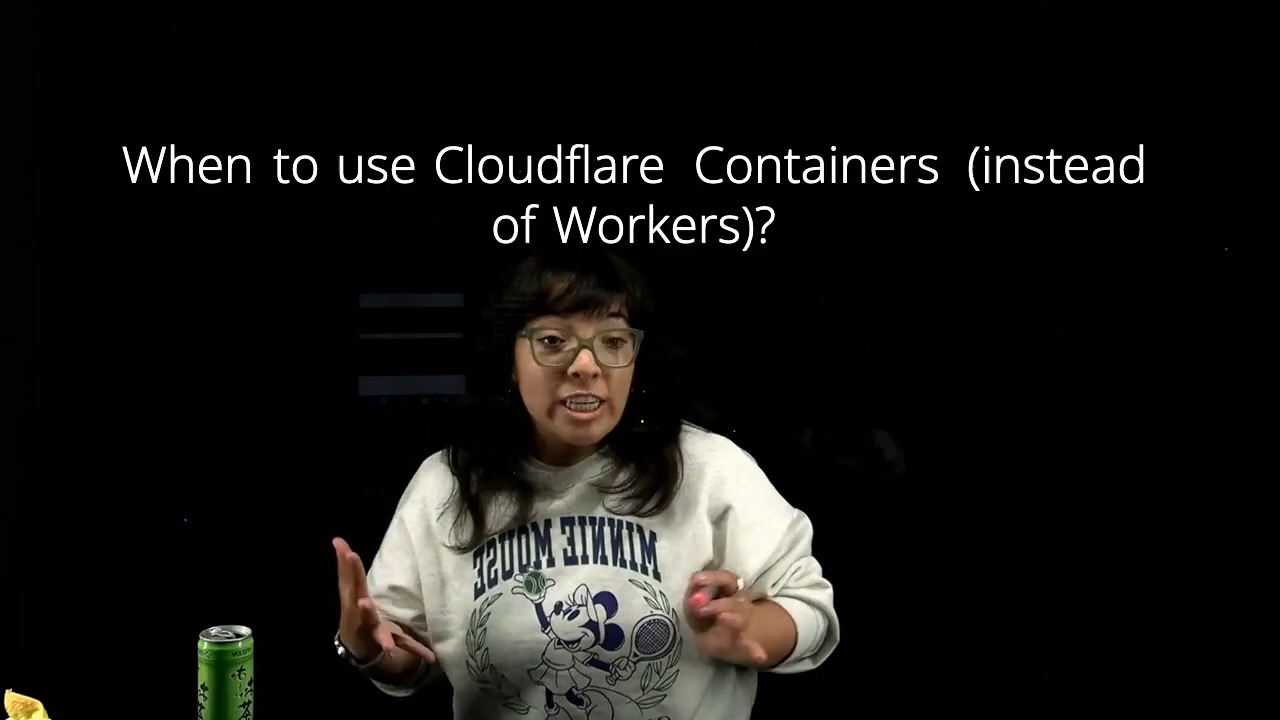 When to use Cloudflare Containers (instead
of Workers)?
MINNIE MOUSE